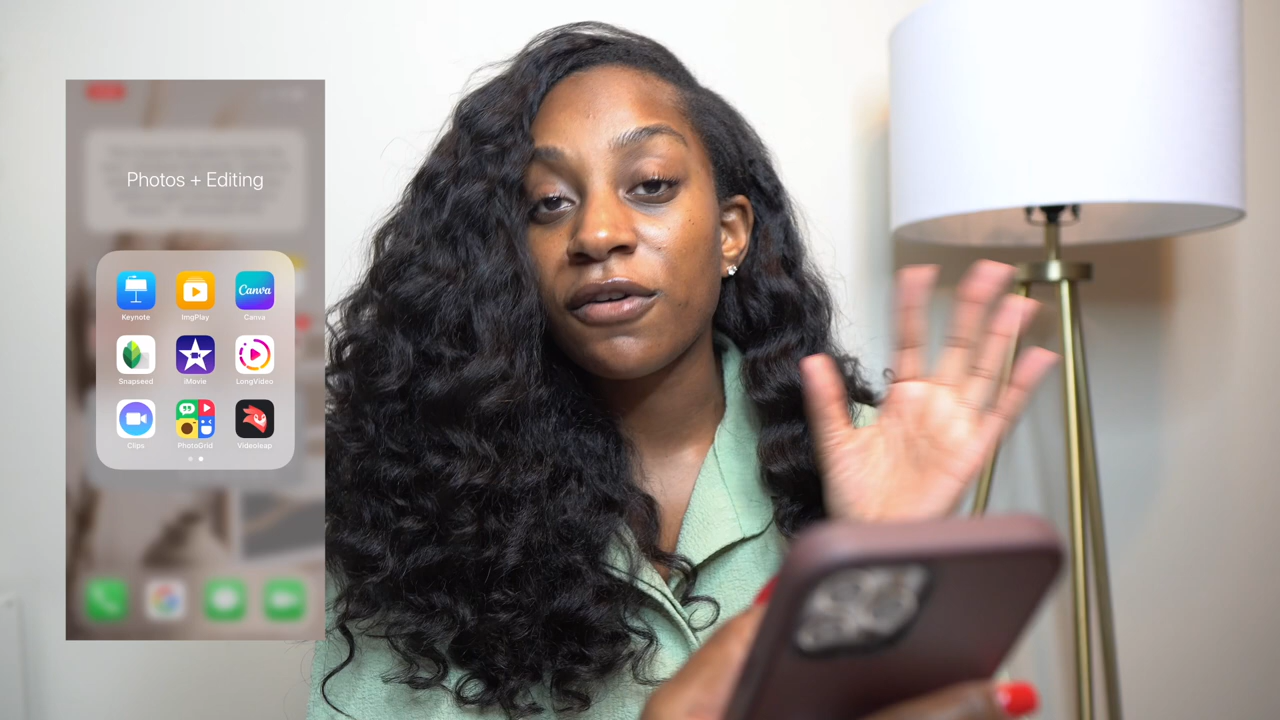 Photos + Editing
Keynote
ImgPlay
Canva
Canva
Snapseed
iMovie
LongVideo
Clips
PhotoGrid
Videoleap